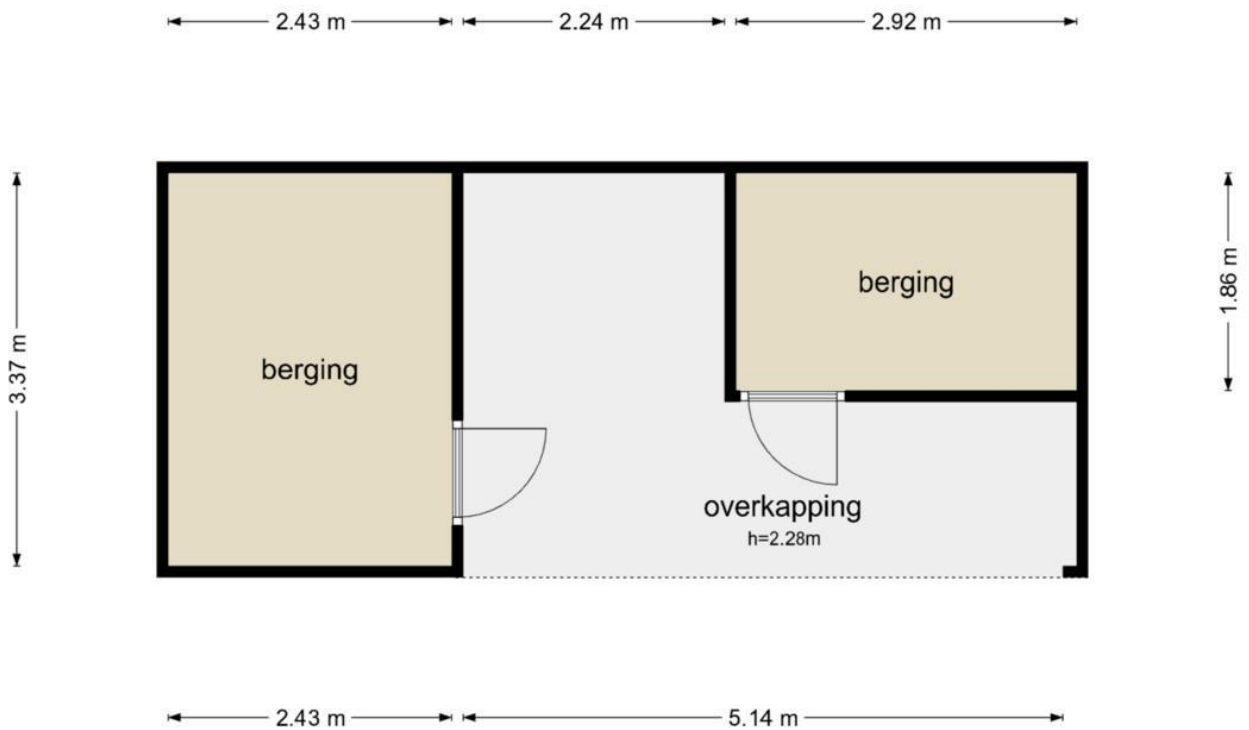 2.43 m
2.24 m
2.92 m
3.37 m
1.86 m
berging
berging
overkapping
h=2.28m
2.43 m
5.14 m